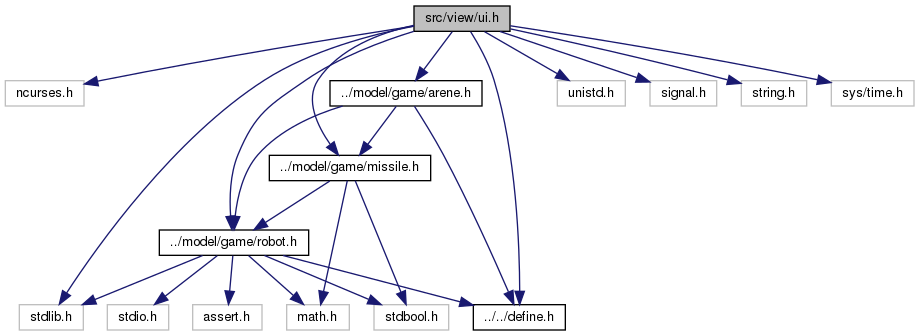 src/view/ui.h
ncurses.h
../model/game/arene.h
unistd.h
signal.h
string.h
sys/time.h
../model/game/missile.h
../model/game/robot.h
stdlib.h
stdio.h
assert.h
math.h
stdbool.h
../../define.h